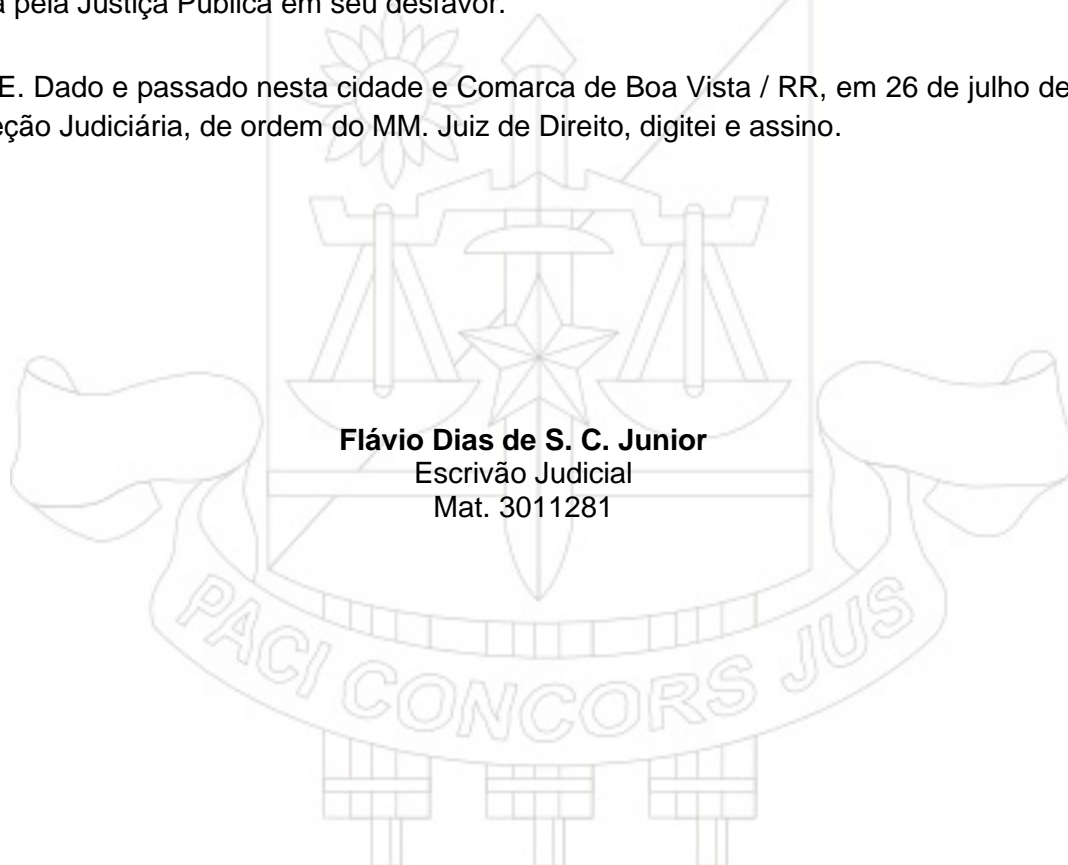 a pela Justiça Pública em seu desfavor.
E. Dado e passado nesta cidade e Comarca de Boa Vista / RR, em 26 de julho de
eção Judiciária, de ordem do MM. Juiz de Direito, digitei e assino.
Flávio Dias de S. C. Junior
Escrivão Judicial
Mat. 3011281
PACI CONCORS JUS